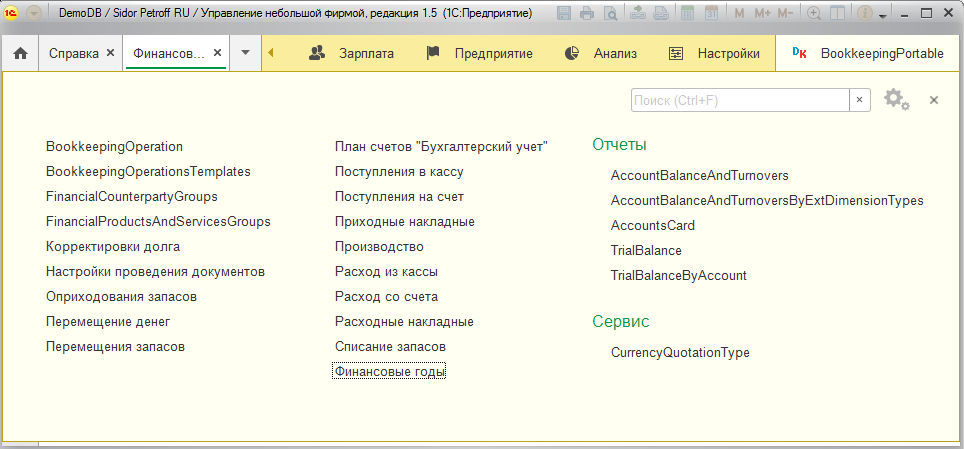 DemoDB / Sidor Petroff RU / Управление небольшой фирмой, редакция 1.5 (1С:Предприятие)
M M+ M-
Справка Финансов... Зарплата Предприятие Анализ Настройки BookkeepingPortable
Поиск (Ctrl+F)
BookkeepingOperation
BookkeepingOperationsTemplates
FinancialCounterpartyGroups
FinancialProductsAndServicesGroups
Корректировки долга
Настройки проведения документов
Оприходования запасов
Перемещение денег
Перемещения запасов
План счетов "Бухгалтерский учет"
Поступления в кассу
Поступления на счет
Приходные накладные
Производство
Расход из кассы
Расход со счета
Расходные накладные
Списание запасов
Финансовые годы
Отчеты
AccountBalanceAndTurnovers
AccountBalanceAndTurnoversByExtDimensionTypes
AccountsCard
TrialBalance
TrialBalanceByAccount
Сервис
CurrencyQuotationType